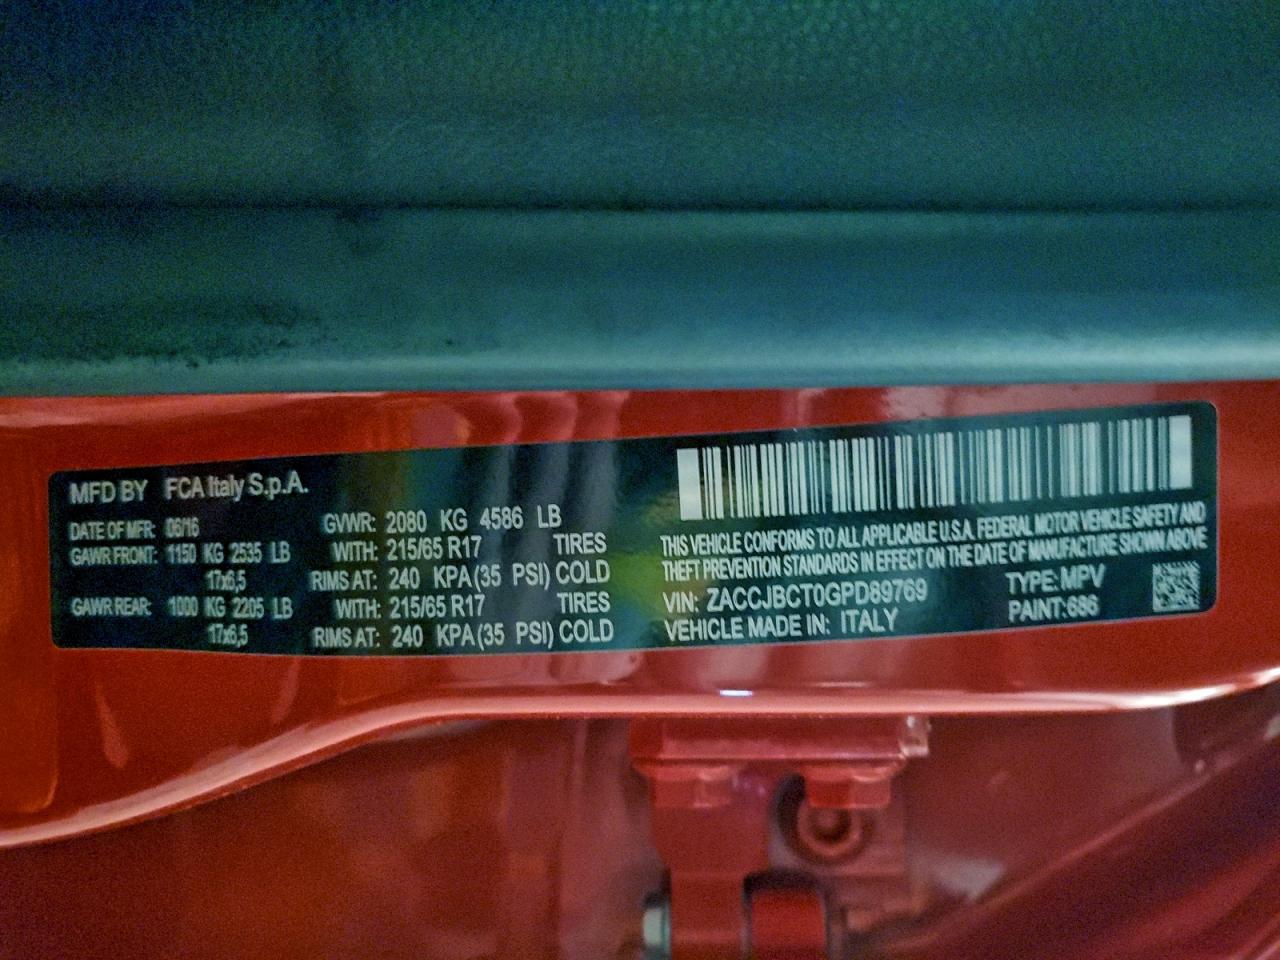 MFD BY FCA Italy S.p.A.
DATE OF MFR: 06/16 GVWR: 2080 KG 4586 LB
GAWR FRONT: 1150 KG 2535 LB WITH: 215/65 R17 TIRES
17x6,5 RIMS AT: 240 KPA(35 PSI) COLD
GAWR REAR: 1000 KG 2205 LB WITH: 215/65 R17 TIRES
17x6,5 RIMS AT: 240 KPA(35 PSI) COLD
THIS VEHICLE CONFORMS TO ALL APPLICABLE U.S.A. FEDERAL MOTOR VEHICLE SAFETY AND
THEFT PREVENTION STANDARDS IN EFFECT ON THE DATE OF MANUFACTURE SHOWN ABOVE
VIN: ZACCJBCT0GPD89769 TYPE: MPV
VEHICLE MADE IN: ITALY PAINT:686